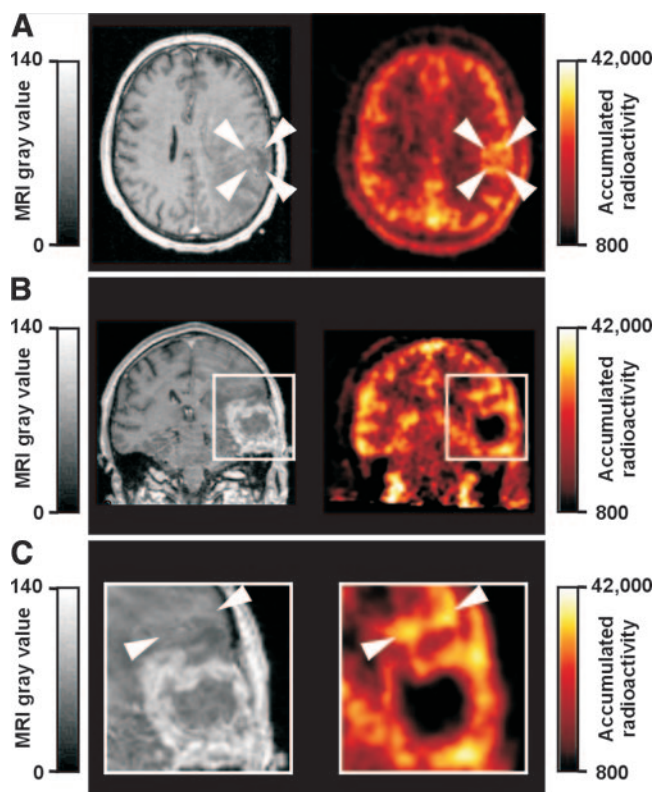 A
140
MRI gray value
0
42,000
Accumulated
radioactivity
800
B
140
MRI gray value
0
42,000
Accumulated
radioactivity
800
C
140
MRI gray value
0
42,000
Accumulated
radioactivity
800